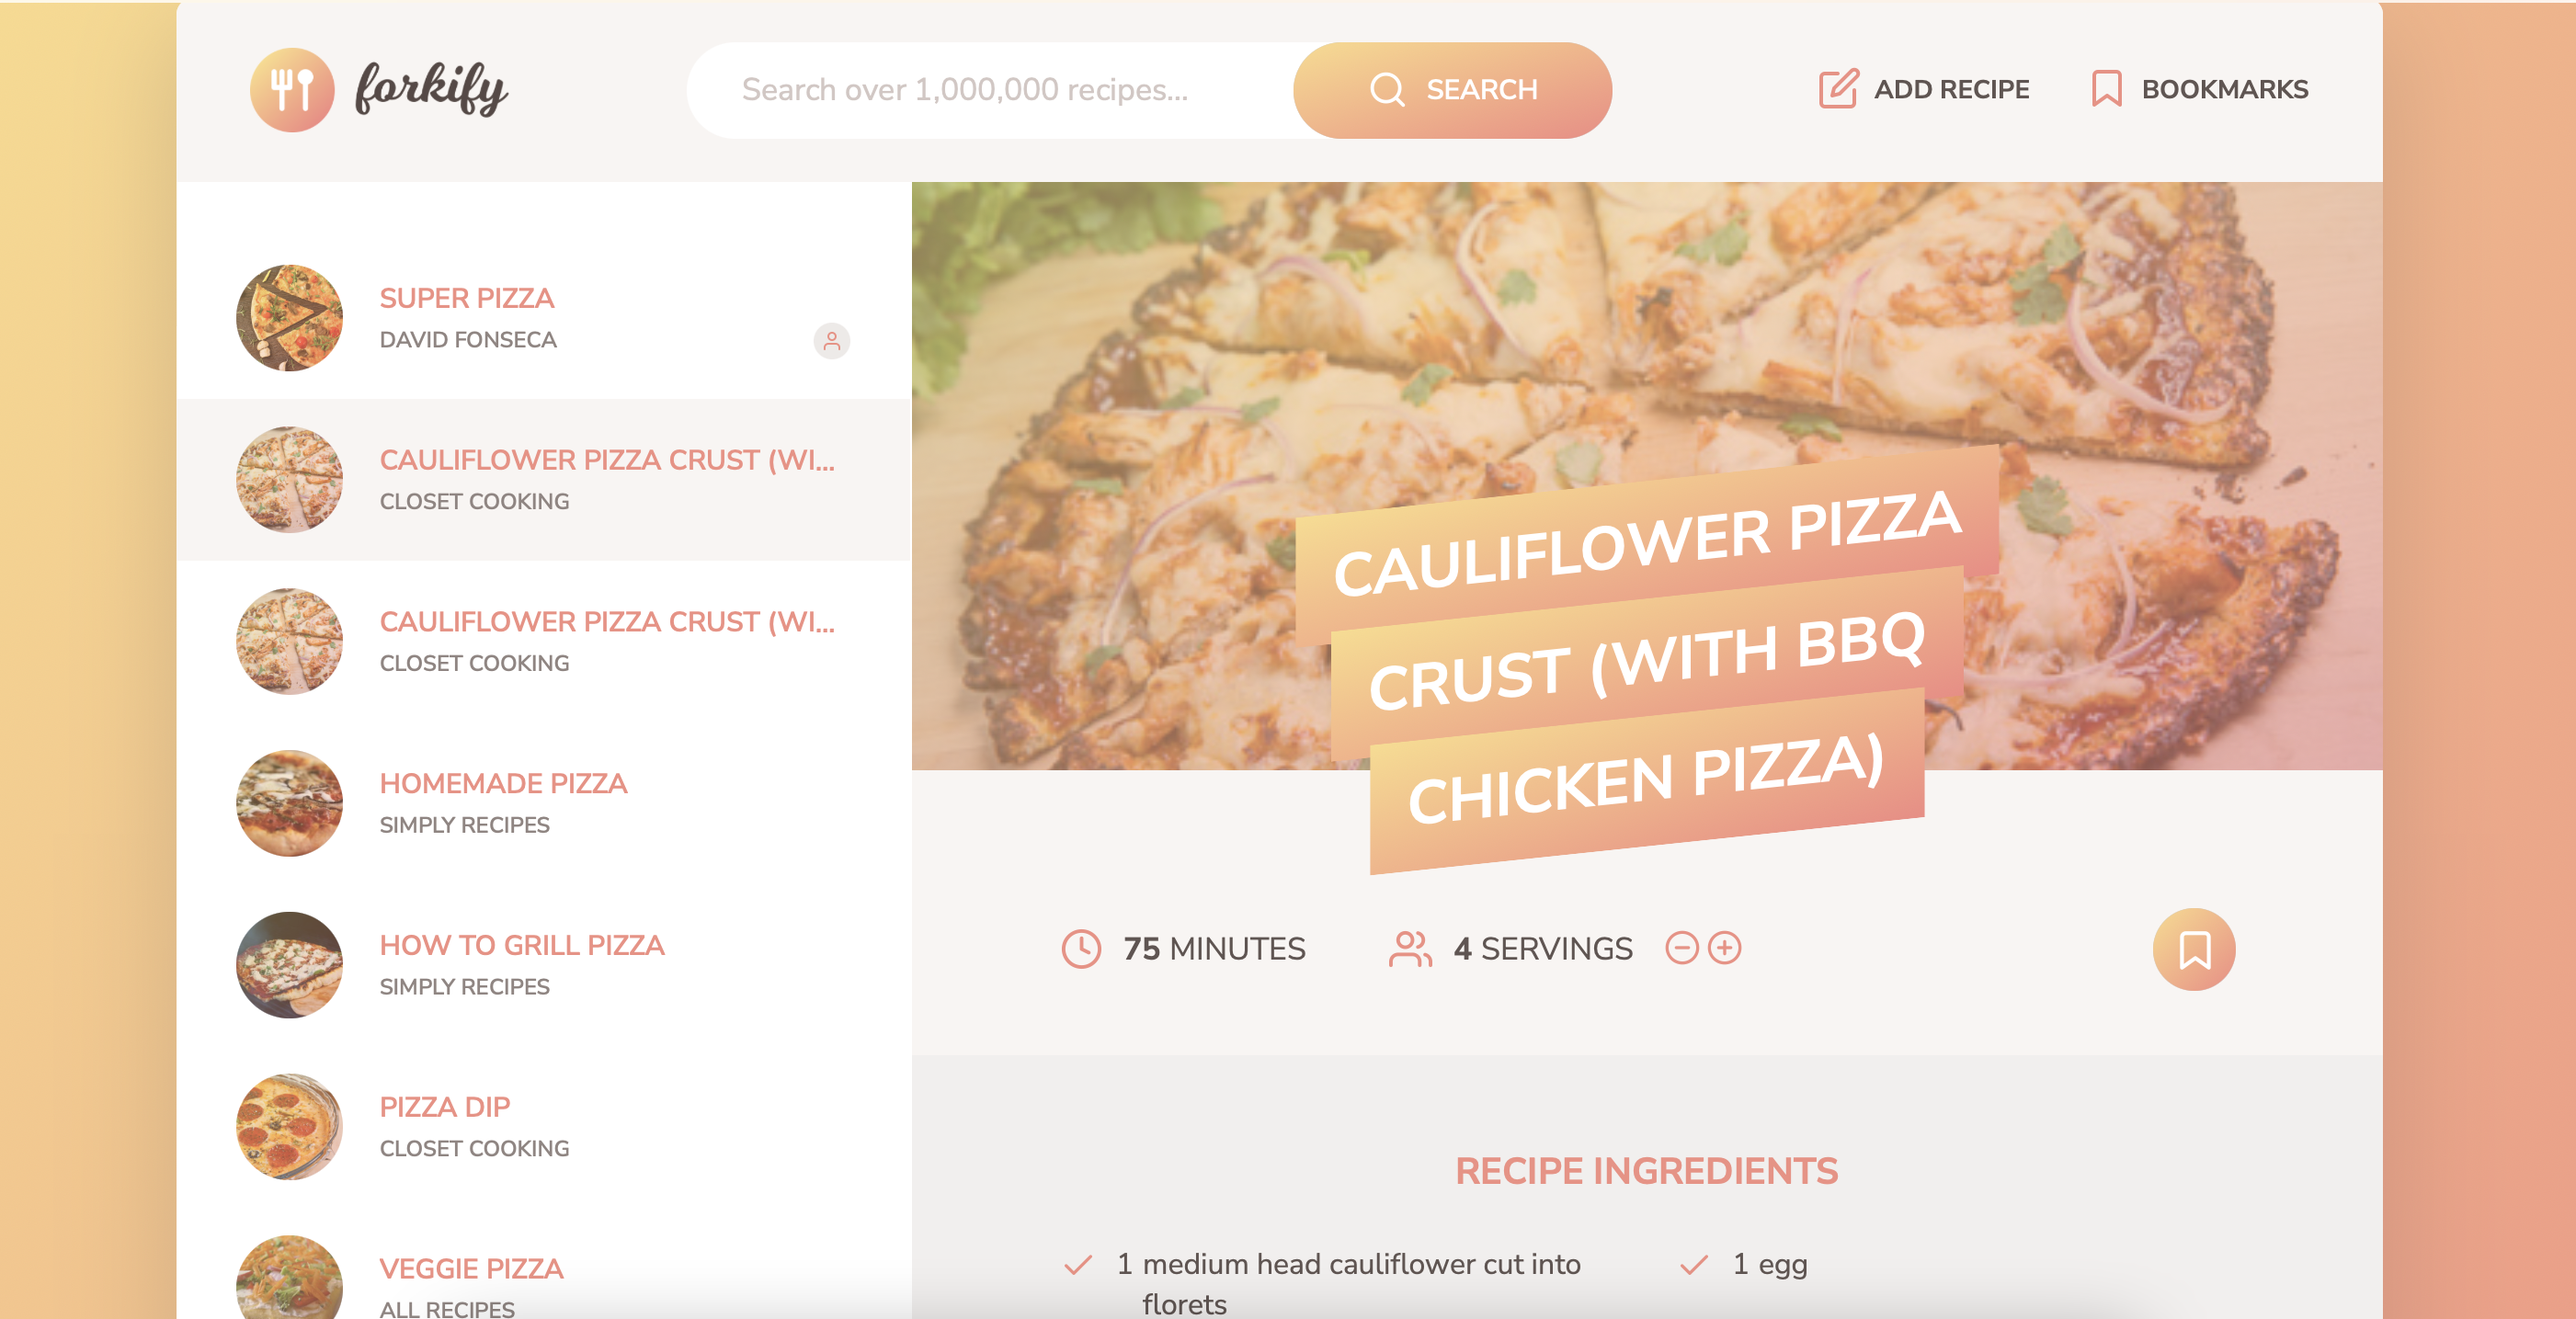 forkify
Search over 1,000,000 recipes...
SEARCH
ADD RECIPE
BOOKMARKS
SUPER PIZZA
DAVID FONSECA
CAULIFLOWER PIZZA CRUST (WI...
CLOSET COOKING
CAULIFLOWER PIZZA CRUST (WI...
CLOSET COOKING
HOMEMADE PIZZA
SIMPLY RECIPES
HOW TO GRILL PIZZA
SIMPLY RECIPES
PIZZA DIP
CLOSET COOKING
VEGGIE PIZZA
ALL RECIPES
CAULIFLOWER PIZZA
CRUST (WITH BBQ
CHICKEN PIZZA)
75 MINUTES
4 SERVINGS
RECIPE INGREDIENTS
1 medium head cauliflower cut into
florets
1 egg